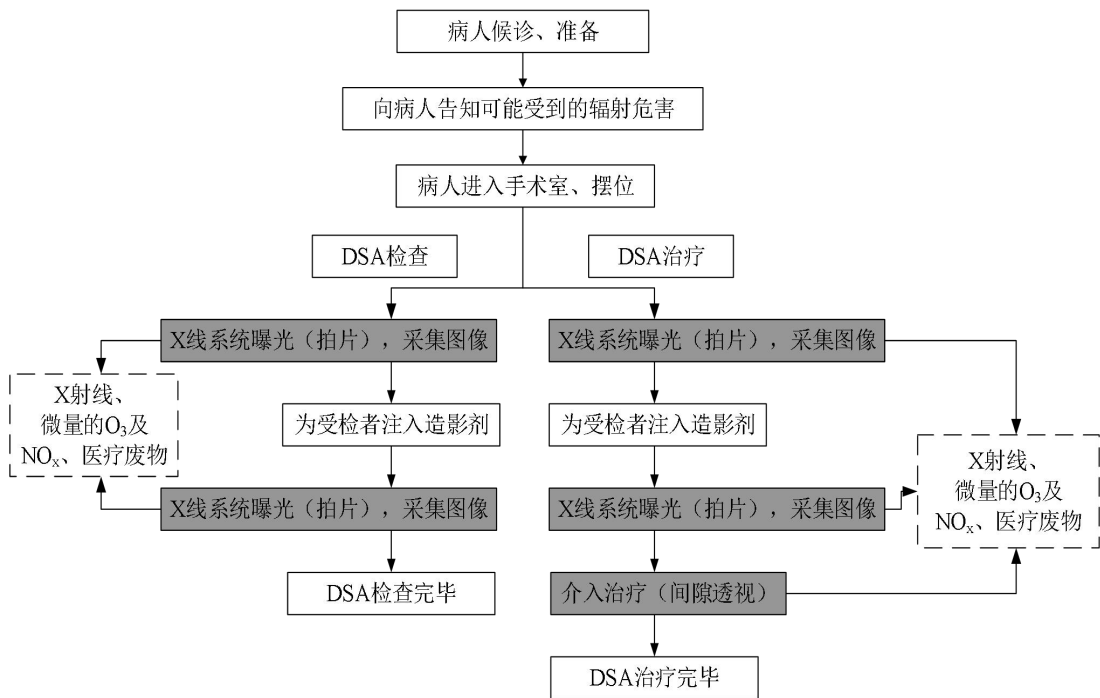 病人候诊、准备
向病人告知可能受到的辐射危害
病人进入手术室、摆位
DSA检查
DSA治疗
X线系统曝光（拍片），采集图像
X线系统曝光（拍片），采集图像
X射线、
微量的O₃及
NOₓ、医疗废物
为受检者注入造影剂
为受检者注入造影剂
X射线、
微量的O₃及
NOₓ、医疗废物
X线系统曝光（拍片），采集图像
X线系统曝光（拍片），采集图像
DSA检查完毕
介入治疗（间隙透视）
DSA治疗完毕